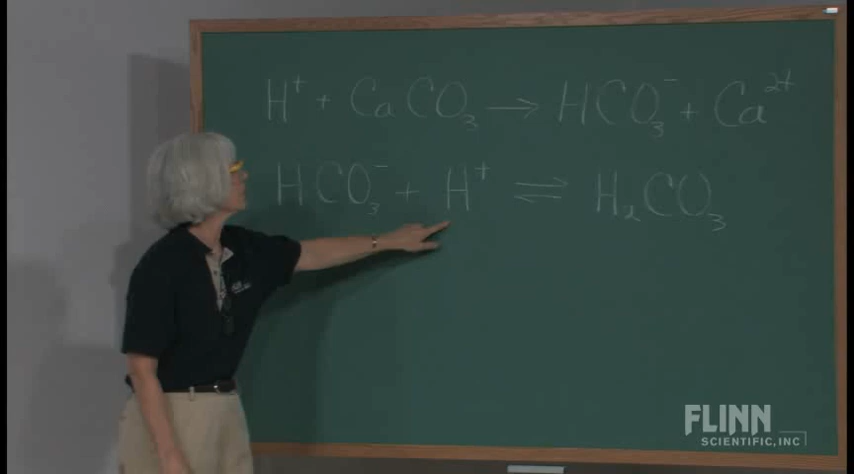 H⁺ + CaCO₃ → HCO₃⁻ + Ca²⁺
HCO₃⁻ + H⁺ ⇌ H₂CO₃
FLINN
SCIENTIFIC, INC